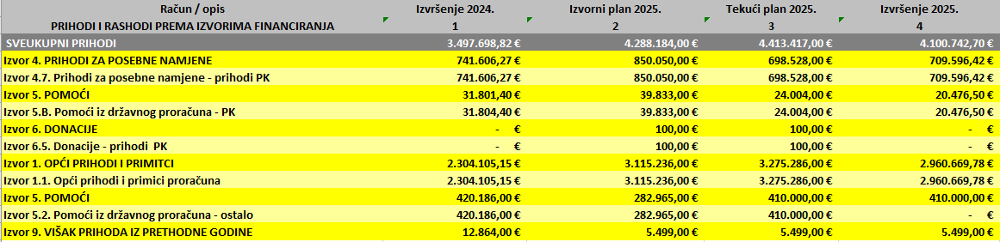 Račun / opis Izvršenje 2024. Izvorni plan 2025. Tekući plan 2025. Izvršenje 2025.
PRIHODI I RASHODI PREMA IZVORIMA FINANCIRANJA 1 2 3 4
SVEUKUPNI PRIHODI 3.497.698,82 € 4.288.184,00 € 4.413.417,00 € 4.100.742,70 €
Izvor 4. PRIHODI ZA POSEBNE NAMJENE 741.606,27 € 850.050,00 € 698.528,00 € 709.596,42 €
Izvor 4.7. Prihodi za posebne namjene - prihodi PK 741.606,27 € 850.050,00 € 698.528,00 € 709.596,42 €
Izvor 5. POMOĆI 31.801,40 € 39.833,00 € 24.004,00 € 20.476,50 €
Izvor 5.B. Pomoći iz državnog proračuna - PK 31.804,40 € 39.833,00 € 24.004,00 € 20.476,50 €
Izvor 6. DONACIJE - € 100,00 € 100,00 € - €
Izvor 6.5. Donacije - prihodi PK - € 100,00 € 100,00 € - €
Izvor 1. OPĆI PRIHODI I PRIMITCI 2.304.105,15 € 3.115.236,00 € 3.275.286,00 € 2.960.669,78 €
Izvor 1.1. Opći prihodi i primici proračuna 2.304.105,15 € 3.115.236,00 € 3.275.286,00 € 2.960.669,78 €
Izvor 5. POMOĆI 420.186,00 € 282.965,00 € 410.000,00 € 410.000,00 €
Izvor 5.2. Pomoći iz državnog proračuna - ostalo 420.186,00 € 282.965,00 € 410.000,00 € - €
Izvor 9. VIŠAK PRIHODA IZ PRETHODNE GODINE 12.864,00 € 5.499,00 € 5.499,00 € 5.499,00 €